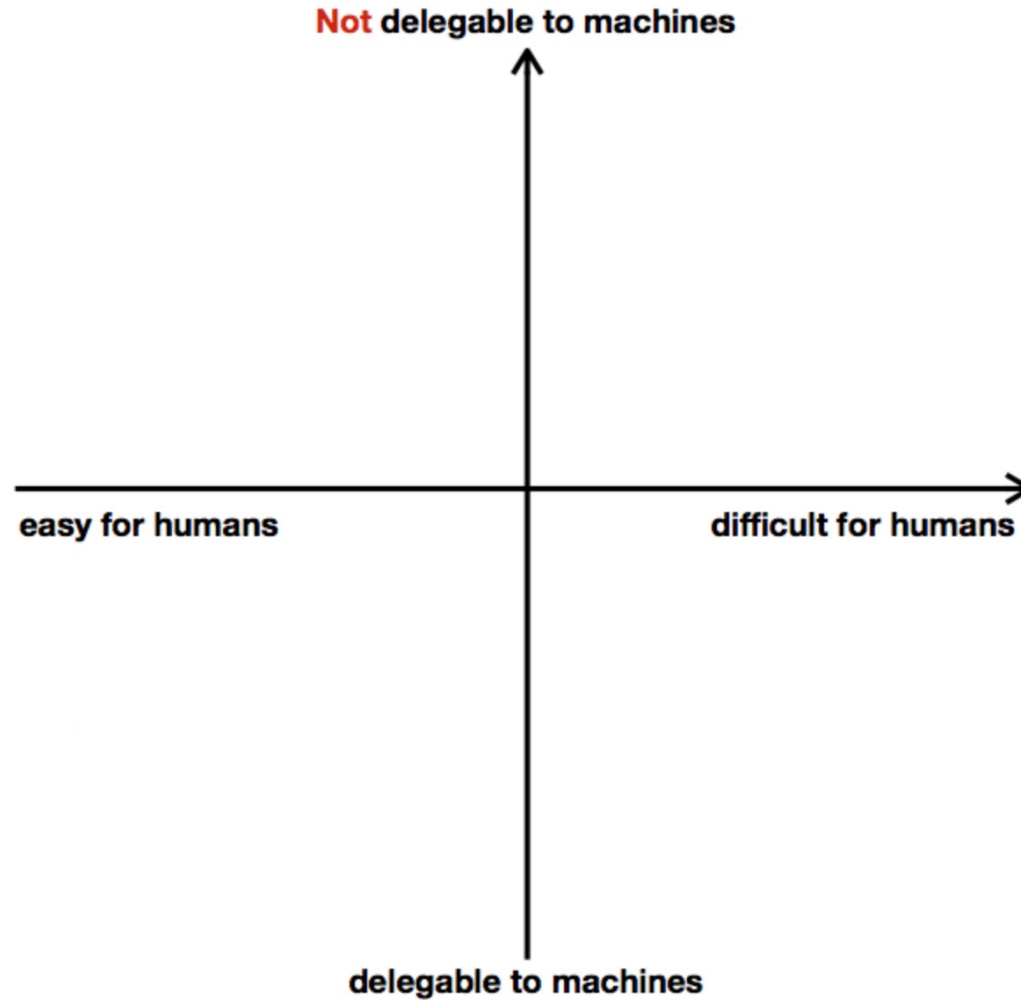 Not delegable to machines
easy for humans
difficult for humans
delegable to machines